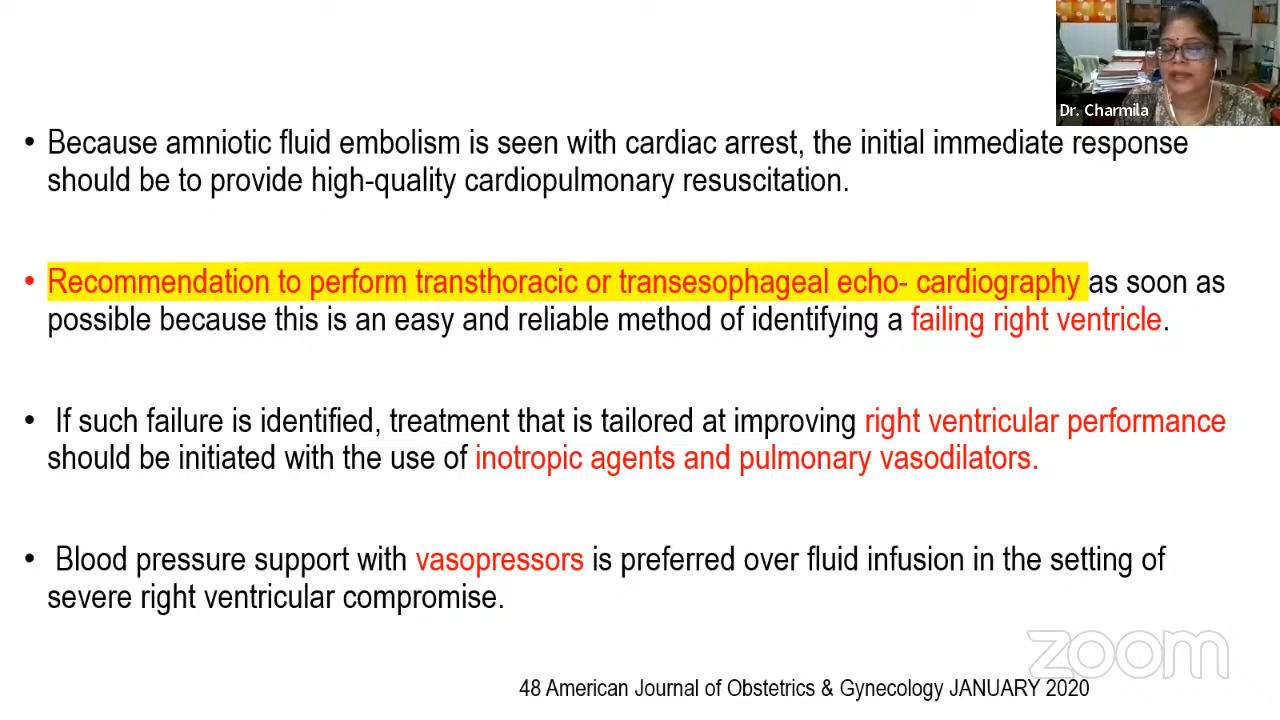 Dr. Charmila
• Because amniotic fluid embolism is seen with cardiac arrest, the initial immediate response
should be to provide high-quality cardiopulmonary resuscitation.
• Recommendation to perform transthoracic or transesophageal echo- cardiography as soon as
possible because this is an easy and reliable method of identifying a failing right ventricle.
• If such failure is identified, treatment that is tailored at improving right ventricular performance
should be initiated with the use of inotropic agents and pulmonary vasodilators.
• Blood pressure support with vasopressors is preferred over fluid infusion in the setting of
severe right ventricular compromise.
zoom
48 American Journal of Obstetrics & Gynecology JANUARY 2020